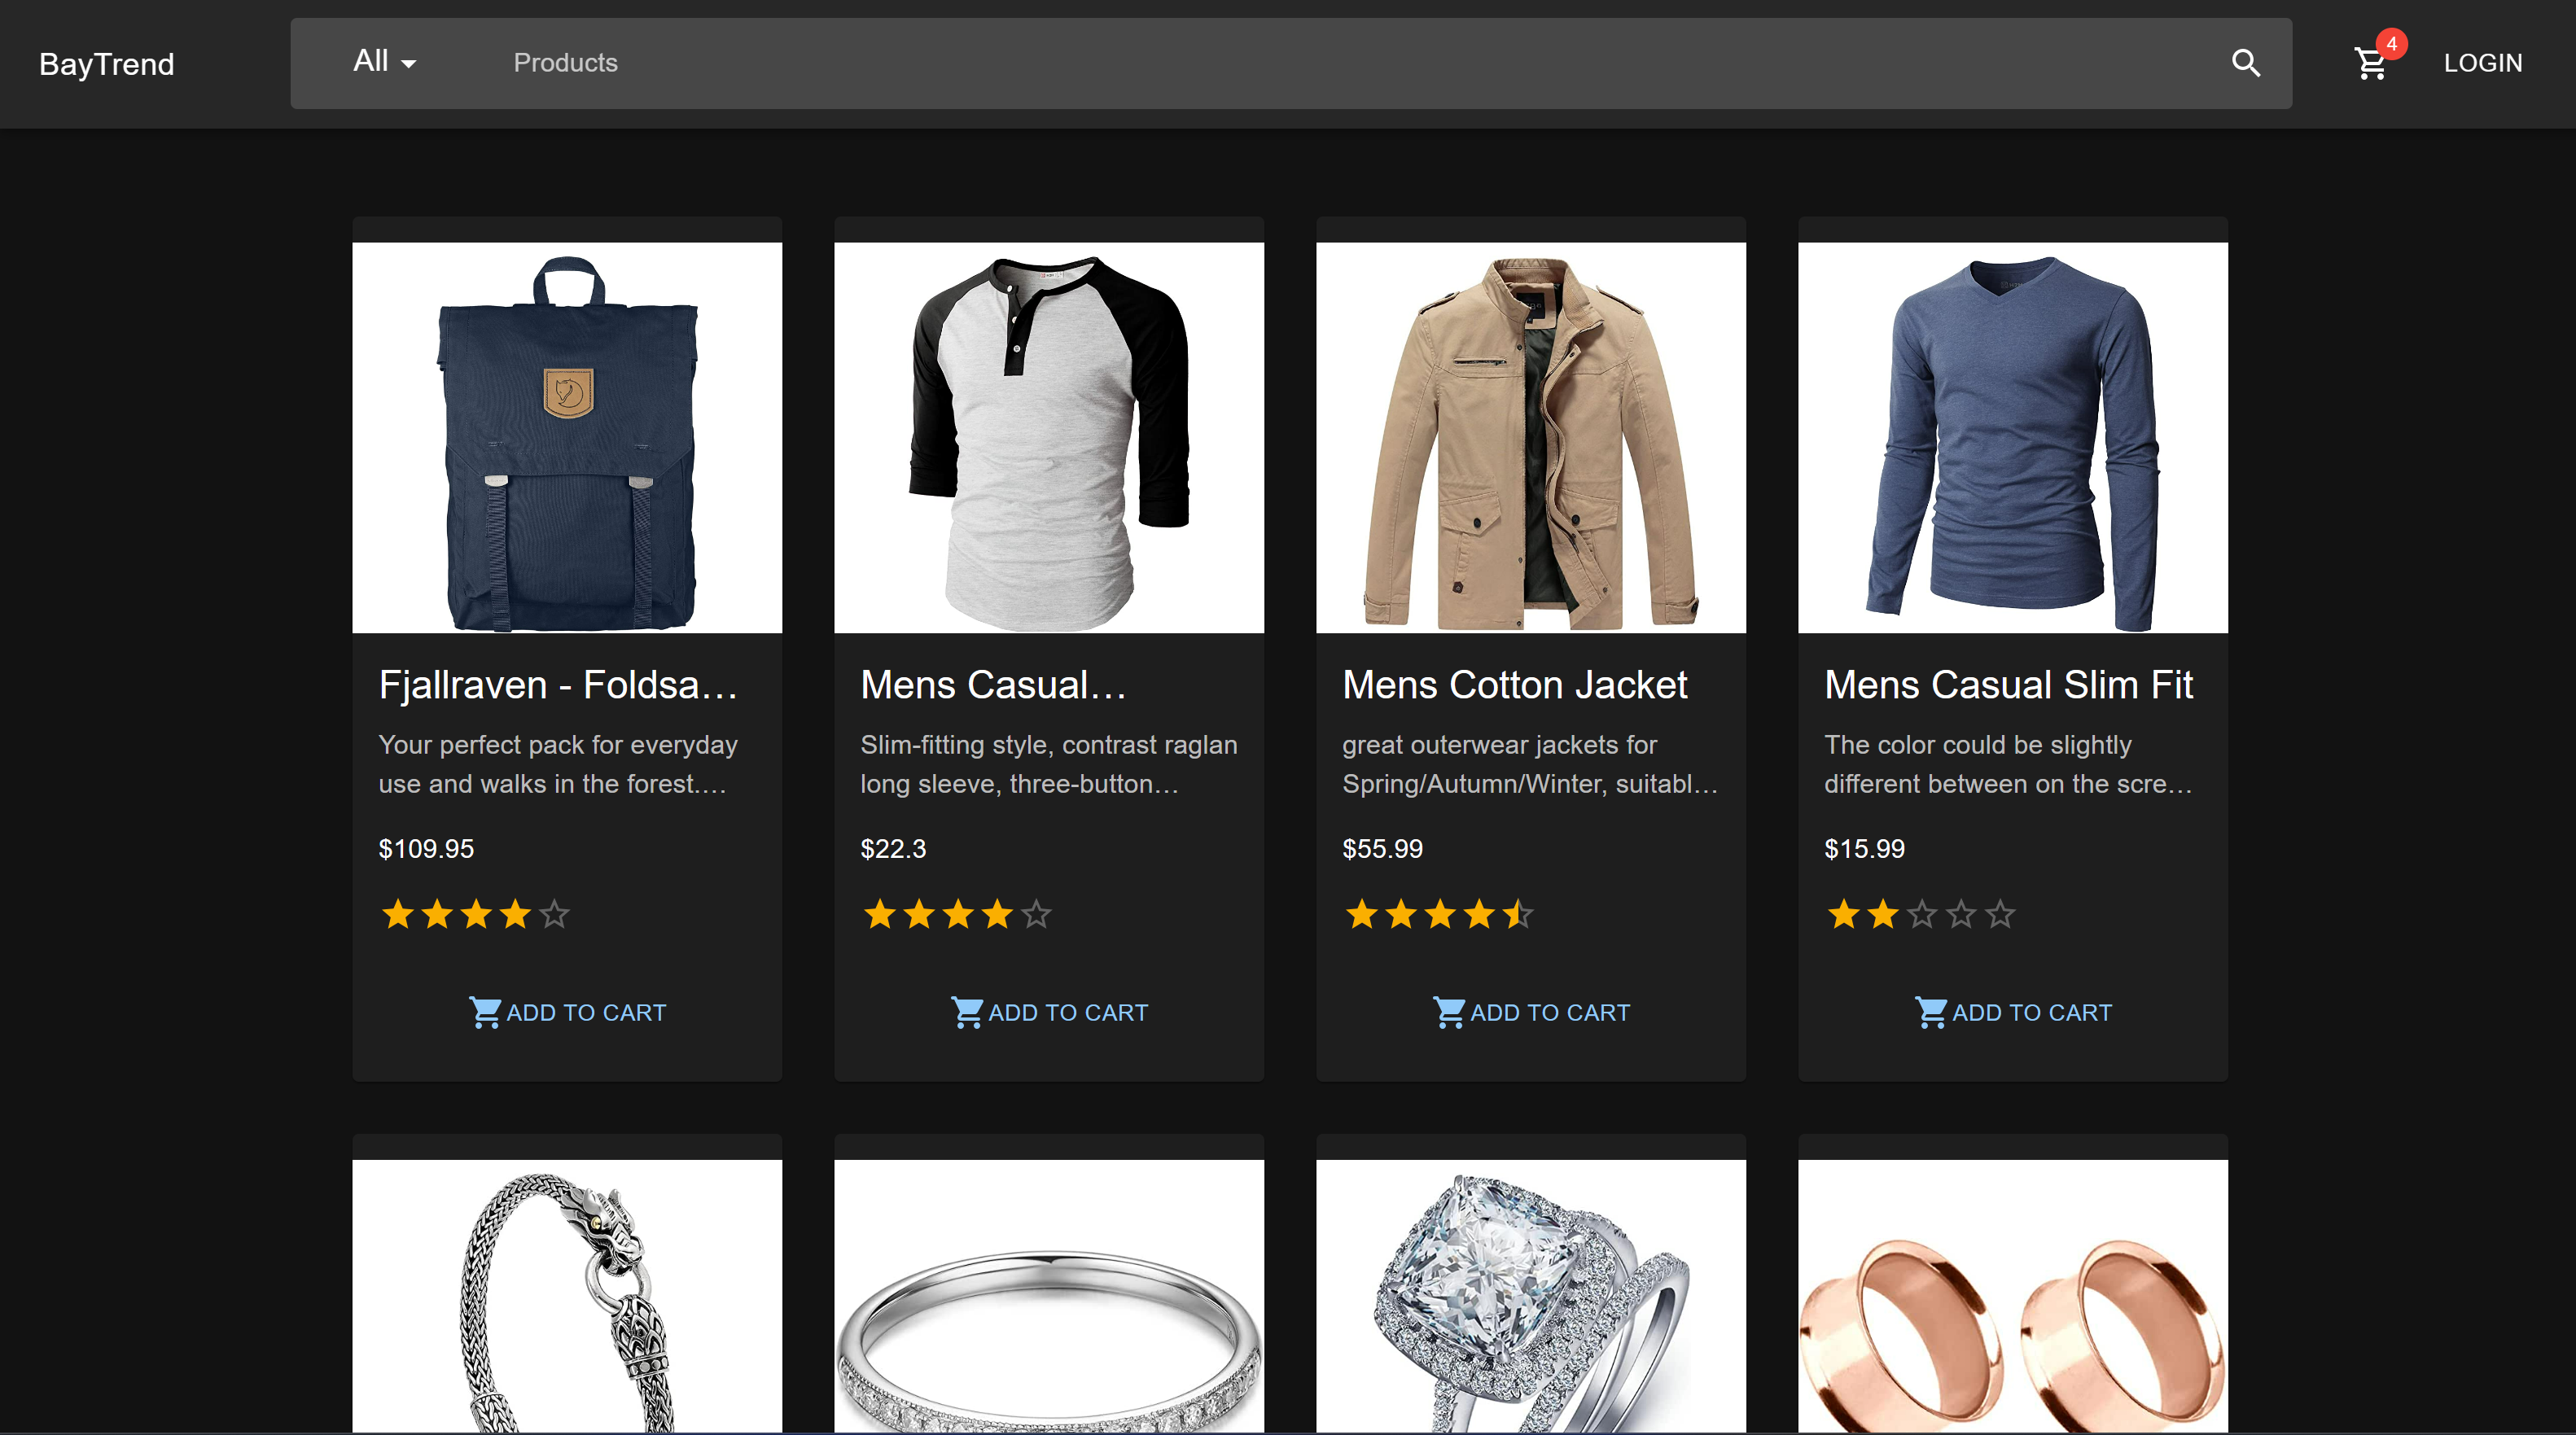 BayTrend
All
Products
4
LOGIN
Fjallraven - Foldsa...
Your perfect pack for everyday
use and walks in the forest....
$109.95
ADD TO CART
Mens Casual...
Slim-fitting style, contrast raglan
long sleeve, three-button...
$22.3
ADD TO CART
Mens Cotton Jacket
great outerwear jackets for
Spring/Autumn/Winter, suitabl...
$55.99
ADD TO CART
Mens Casual Slim Fit
The color could be slightly
different between on the scre...
$15.99
ADD TO CART